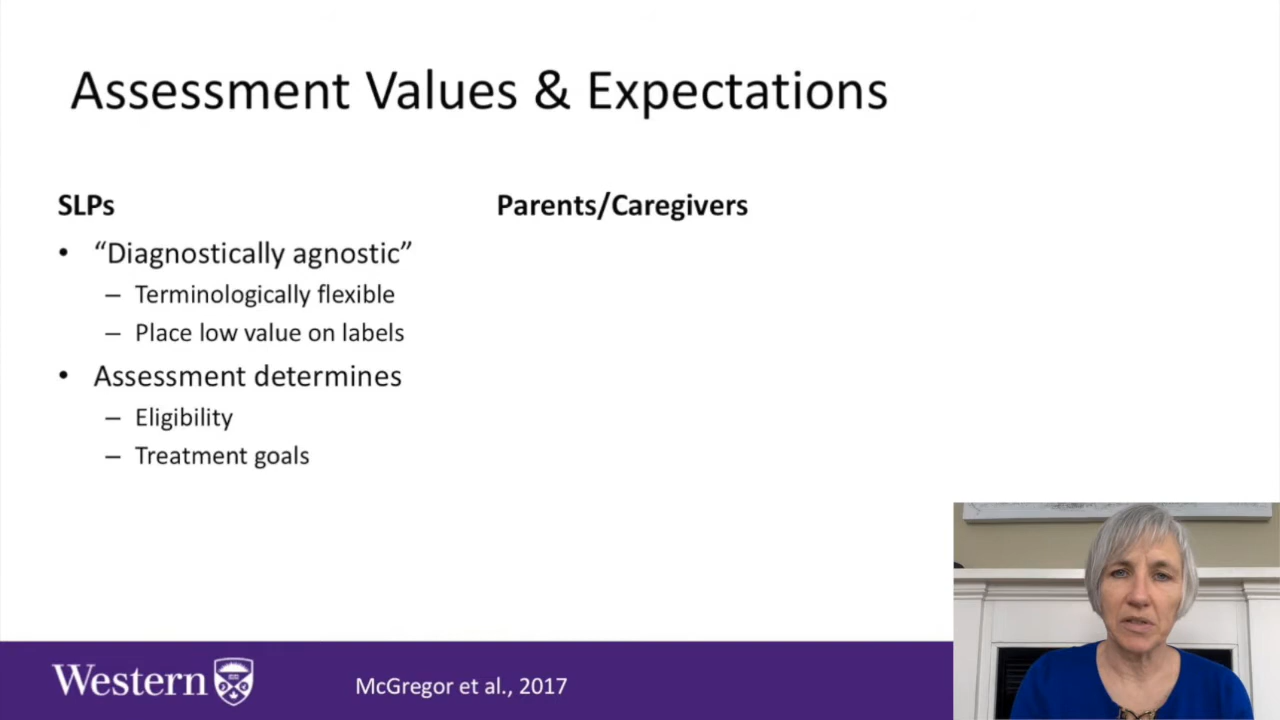 Assessment Values & Expectations
SLPs
• “Diagnostically agnostic”
– Terminologically flexible
– Place low value on labels
• Assessment determines
– Eligibility
– Treatment goals
Parents/Caregivers
Western
McGregor et al., 2017